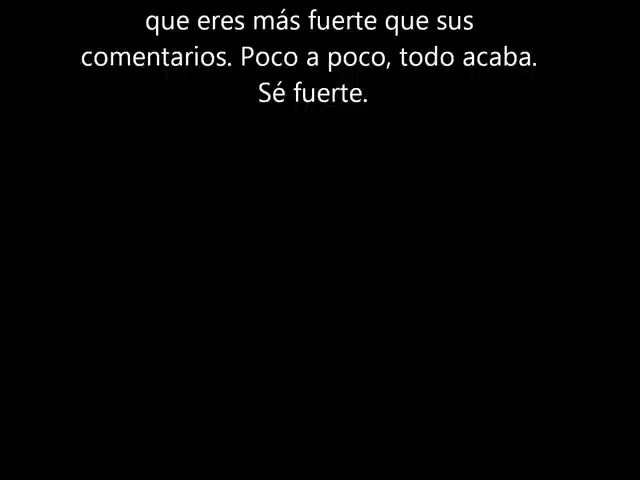 que eres más fuerte que sus
comentarios. Poco a poco, todo acaba.
Sé fuerte.